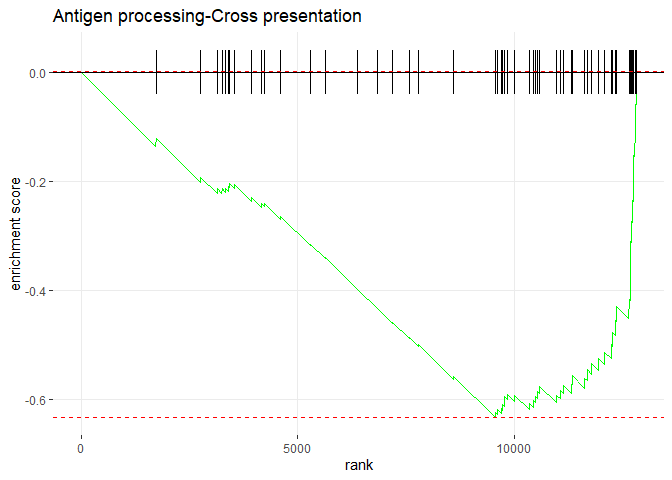 Antigen processing-Cross presentation
enrichment score
0.0
-0.2
-0.4
-0.6
0
5000
10000
rank